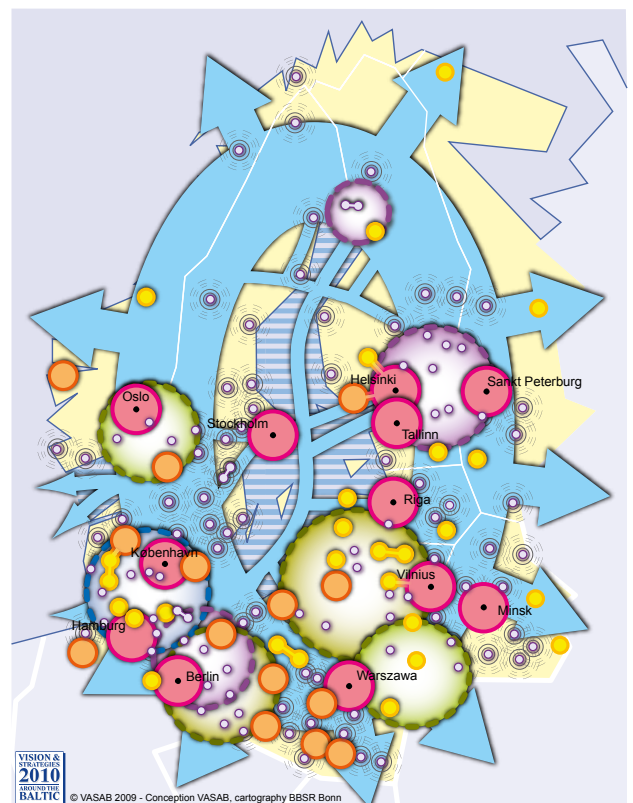 Oslo
Helsinki
Sankt Peterburg
Stockholm
Tallinn
Riga
København
Vilnius
Minsk
Hamburg
Berlin
Warszawa
VISION &
STRATEGIES
2010
AROUND THE
BALTIC
© VASAB 2009 - Conception VASAB, cartography BBSR Bonn